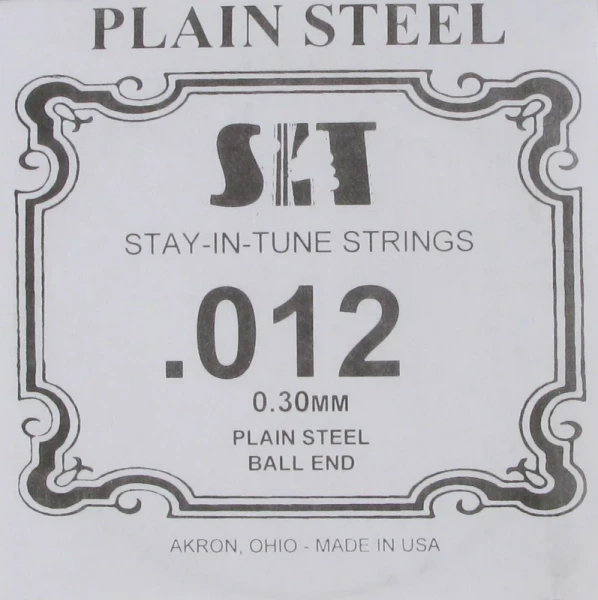 PLAIN STEEL
SIT
STAY-IN-TUNE STRINGS
.012
0.30MM
PLAIN STEEL
BALL END
AKRON, OHIO - MADE IN USA